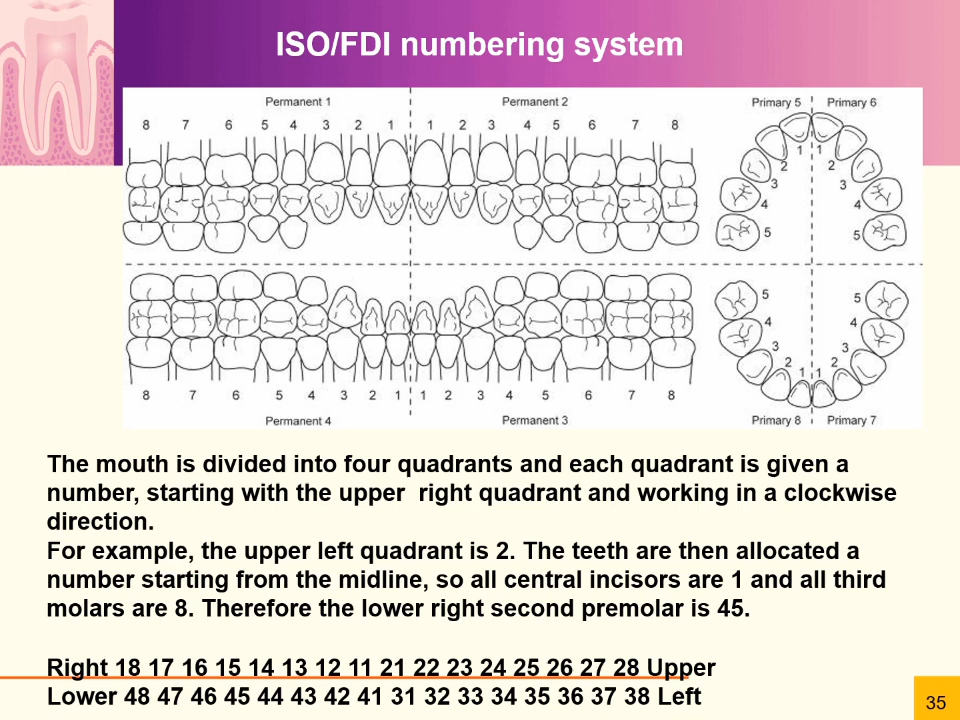 ISO/FDI numbering system
Permanent 1 Permanent 2 Primary 5 Primary 6
8 7 6 5 4 3 2 1 1 2 3 4 5 6 7 8
1 1
2 2
3 3
4 4
5 5
5 5
4 4
3 3
2 2
1 1
8 7 6 5 4 3 2 1 1 2 3 4 5 6 7 8
Permanent 4 Permanent 3 Primary 8 Primary 7
The mouth is divided into four quadrants and each quadrant is given a
number, starting with the upper right quadrant and working in a clockwise
direction.
For example, the upper left quadrant is 2. The teeth are then allocated a
number starting from the midline, so all central incisors are 1 and all third
molars are 8. Therefore the lower right second premolar is 45.
Right 18 17 16 15 14 13 12 11 21 22 23 24 25 26 27 28 Upper
Lower 48 47 46 45 44 43 42 41 31 32 33 34 35 36 37 38 Left
35